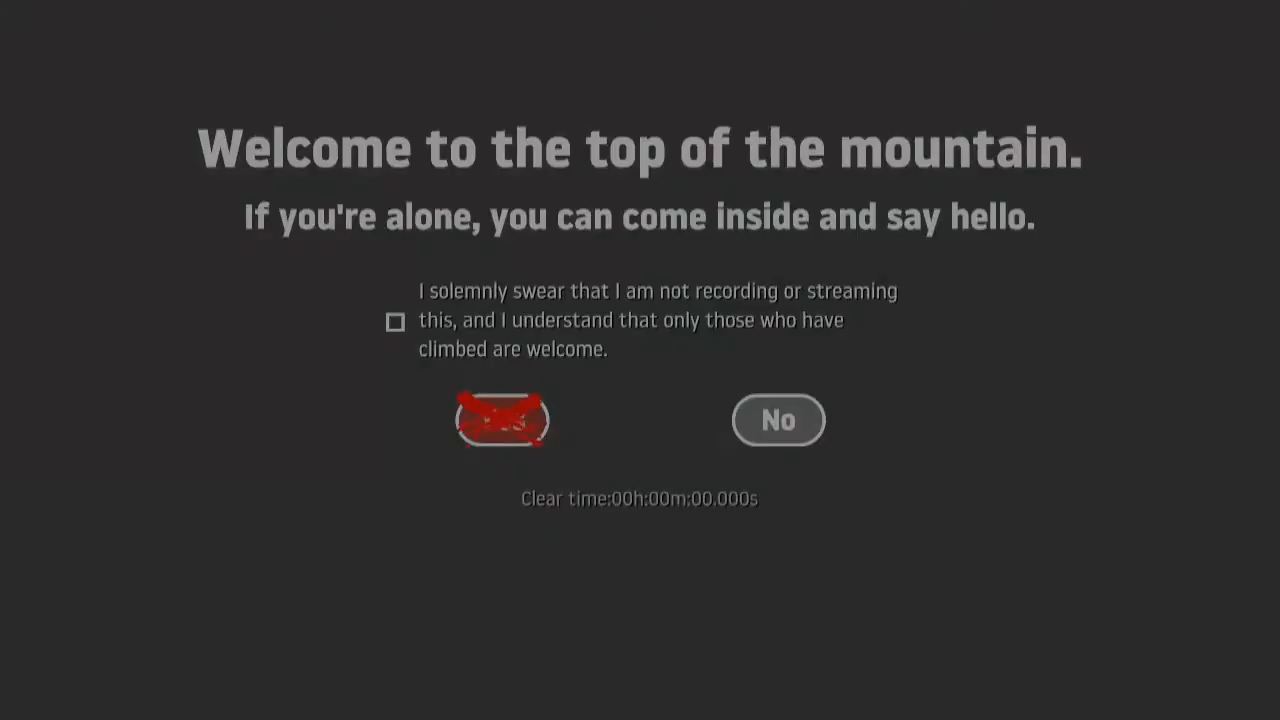 Welcome to the top of the mountain.
If you're alone, you can come inside and say hello.
I solemnly swear that I am not recording or streaming
this, and I understand that only those who have
climbed are welcome.
No
Clear time:00h:00m:00.000s